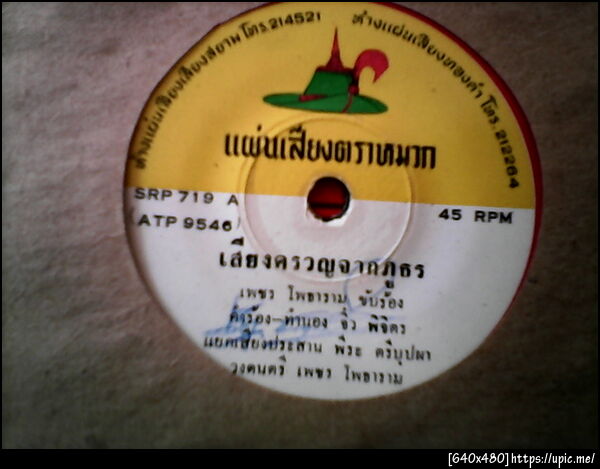 ห้างแผ่นเสียงเสียงสยาม โทร.214521
ห้างแผ่นเสียงทองคำ โทร. 212264
แผ่นเสียงตราหมวก
SRP 719 A
(ATP 9546)
45 RPM
เสียงครวญจากภูธร
เพชร โพธาราม ขับร้อง
คำร้อง-ทำนอง จิ๋ว พิจิตร
แยกเสียงประสาน พีระ ตรีบุปผา
วงดนตรี เพชร โพธาราม
[640x480]https://upic.me/